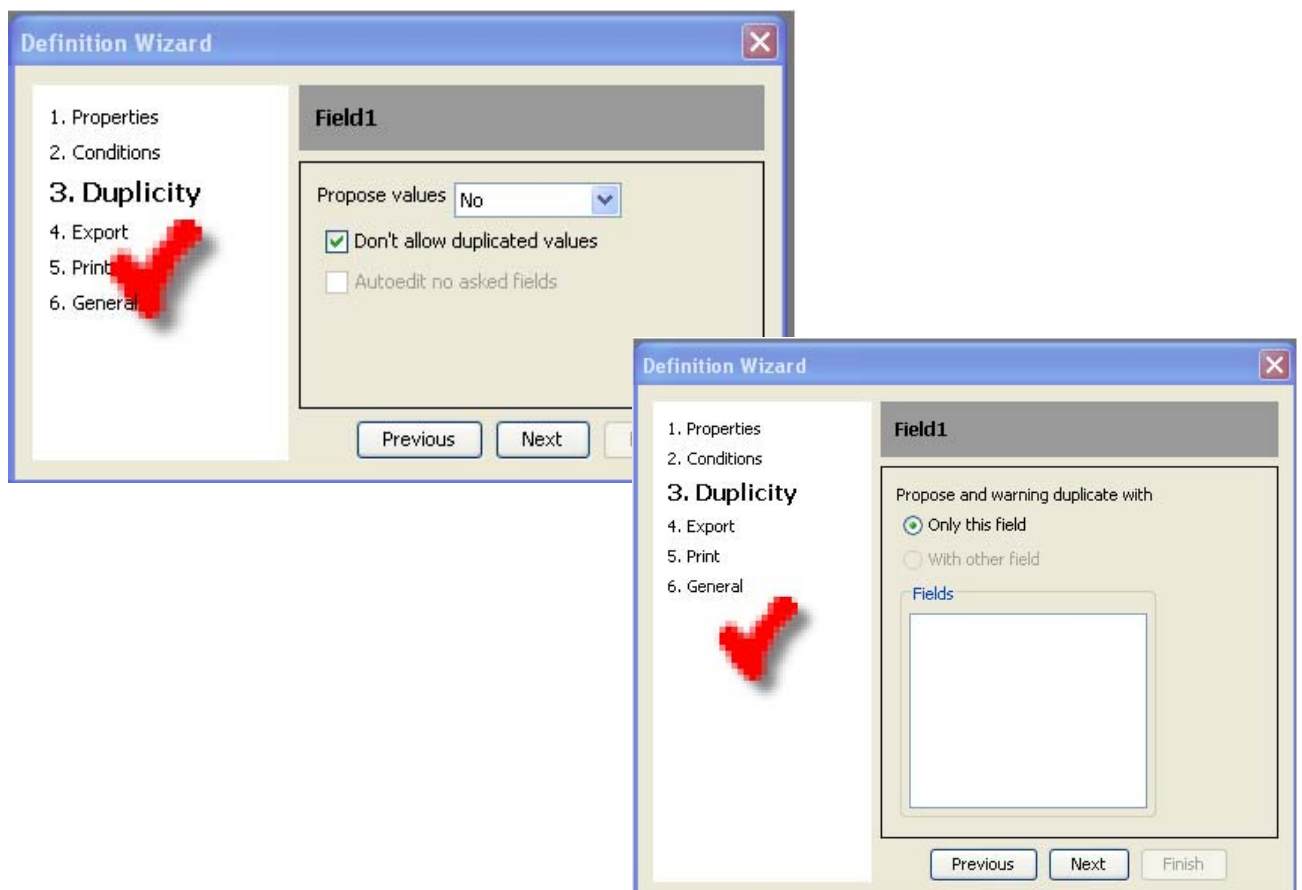 Definition Wizard
1. Properties
2. Conditions
3. Duplicity
4. Export
5. Print
6. General
Field1
Propose values No
Don't allow duplicated values
Autoedit no asked fields
Previous Next
Definition Wizard
1. Properties
2. Conditions
3. Duplicity
4. Export
5. Print
6. General
Field1
Propose and warning duplicate with
Only this field
With other field
Fields
Previous Next Finish